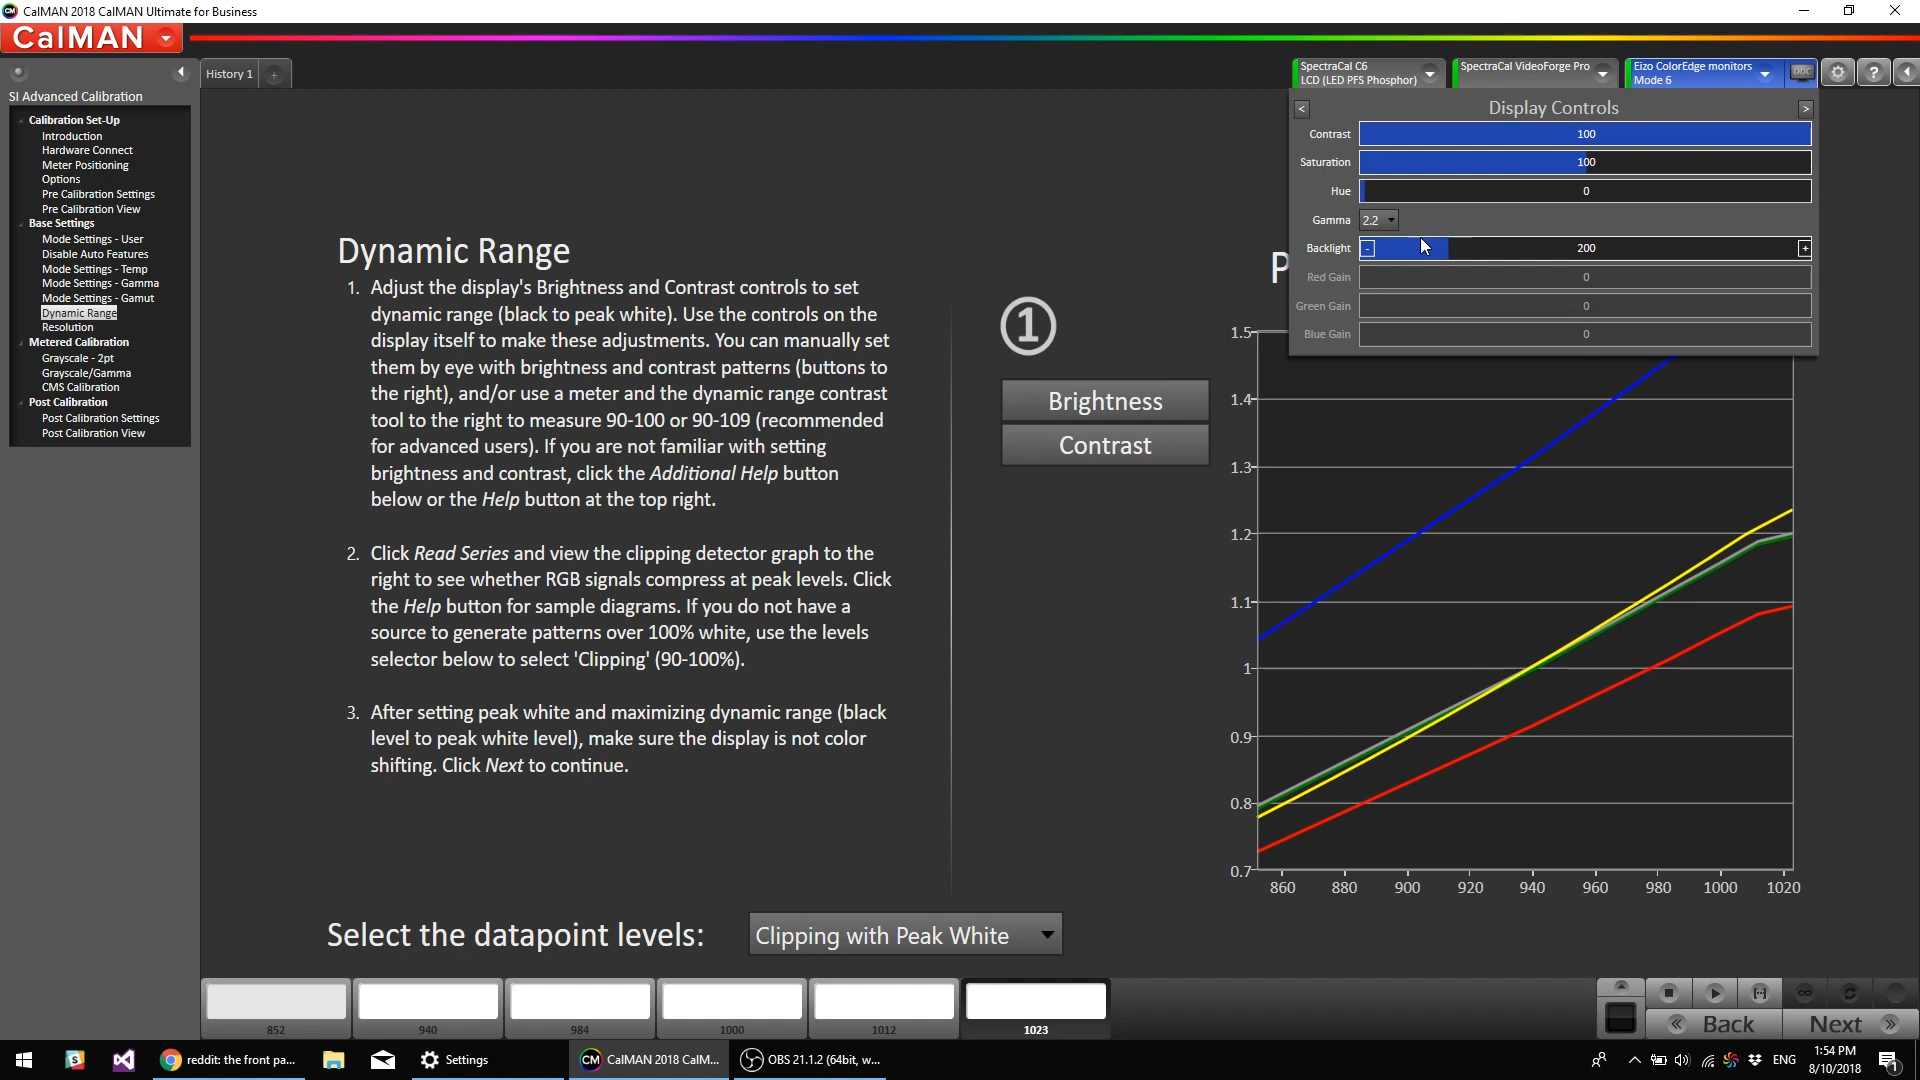 CM CalMAN 2018 CalMAN Ultimate for Business
CalMAN
History 1 +
SpectraCal C6
LCD (LED PFS Phosphor)
SpectraCal VideoForge Pro
Eizo ColorEdge monitors
Mode 6
DDC
?
SI Advanced Calibration
Calibration Set-Up
Introduction
Hardware Connect
Meter Positioning
Options
Pre Calibration Settings
Pre Calibration View
Base Settings
Mode Settings - User
Disable Auto Features
Mode Settings - Temp
Mode Settings - Gamma
Mode Settings - Gamut
Dynamic Range
Resolution
Metered Calibration
Grayscale - 2pt
Grayscale/Gamma
CMS Calibration
Post Calibration
Post Calibration Settings
Post Calibration View
< Display Controls >
Contrast 100
Saturation 100
Hue 0
Gamma 2.2
Backlight - 200 +
Red Gain 0
Green Gain 0
Blue Gain 0
Dynamic Range
1. Adjust the display's Brightness and Contrast controls to set
dynamic range (black to peak white). Use the controls on the
display itself to make these adjustments. You can manually set
them by eye with brightness and contrast patterns (buttons to
the right), and/or use a meter and the dynamic range contrast
tool to the right to measure 90-100 or 90-109 (recommended
for advanced users). If you are not familiar with setting
brightness and contrast, click the Additional Help button
below or the Help button at the top right.
2. Click Read Series and view the clipping detector graph to the
right to see whether RGB signals compress at peak levels. Click
the Help button for sample diagrams. If you do not have a
source to generate patterns over 100% white, use the levels
selector below to select 'Clipping' (90-100%).
3. After setting peak white and maximizing dynamic range (black
level to peak white level), make sure the display is not color
shifting. Click Next to continue.
1
Brightness
Contrast
P
1.5
1.4
1.3
1.2
1.1
1
0.9
0.8
0.7
860 880 900 920 940 960 980 1000 1020
Select the datapoint levels: Clipping with Peak White
852 940 984 1000 1012 1023
« Back Next »
reddit: the front pa...
Settings
CM CalMAN 2018 CalM...
OBS 21.1.2 (64bit, w...
ENG
1:54 PM
8/10/2018
1